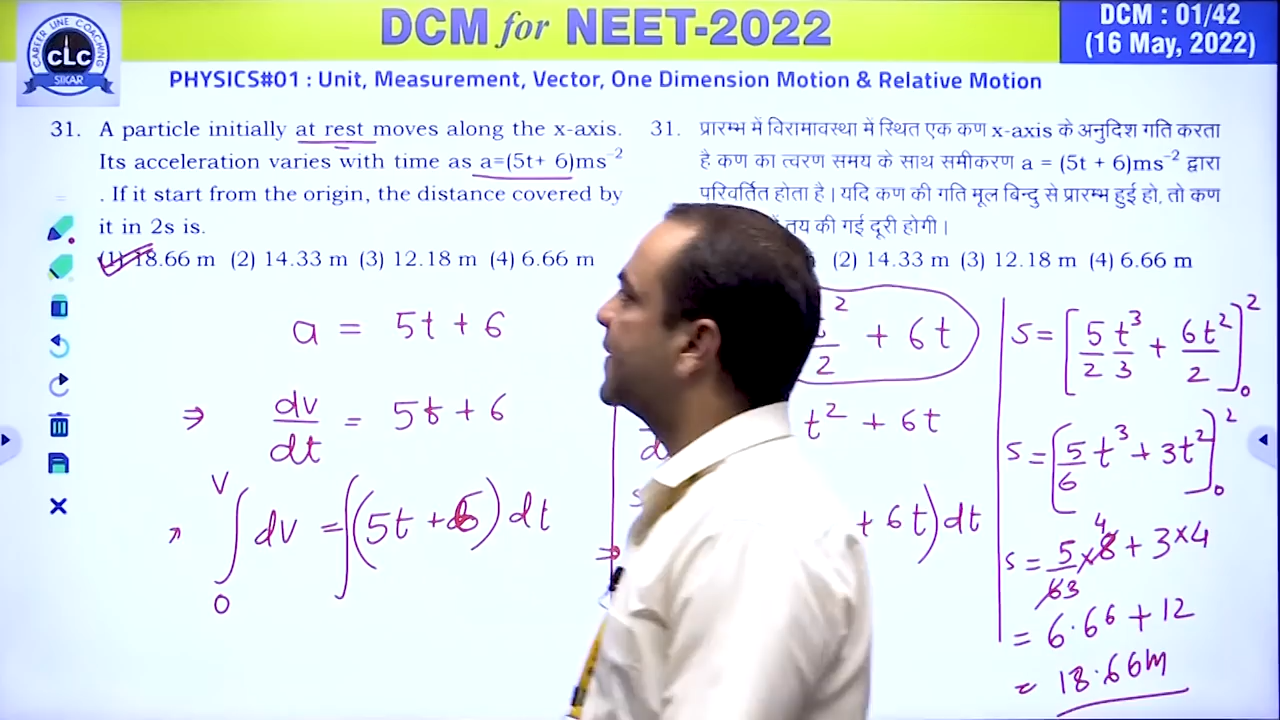 CAREER LINE COACHING
CLC
SIKAR
DCM for NEET-2022
DCM : 01/42
(16 May, 2022)
PHYSICS#01 : Unit, Measurement, Vector, One Dimension Motion & Relative Motion
31. A particle initially at rest moves along the x-axis.
Its acceleration varies with time as a=(5t+ 6)ms⁻²
. If it start from the origin, the distance covered by
it in 2s is.
(1) 18.66 m (2) 14.33 m (3) 12.18 m (4) 6.66 m
31. प्रारम्भ में विरामावस्था में स्थित एक कण x-axis के अनुदिश गति करता
है कण का त्वरण समय के साथ समीकरण a = (5t + 6)ms⁻² द्वारा
परिवर्तित होता है। यदि कण की गति मूल बिन्दु से प्रारम्भ हुई हो, तो कण
तय की गई दूरी होगी।
(2) 14.33 m (3) 12.18 m (4) 6.66 m
a = 5t + 6
⇒ dv/dt = 5t + 6
∫₀ⱽ dv = ∫(5t + 6) dt
²/2 + 6t
t² + 6t
+ 6t) dt
⇒
s = [5/2 t³/3 + 6t²/2]₀²
s = [5/6 t³ + 3t²]₀²
s = 5/63 × 8 4 + 3×4
= 6.66 + 12
= 18.66m